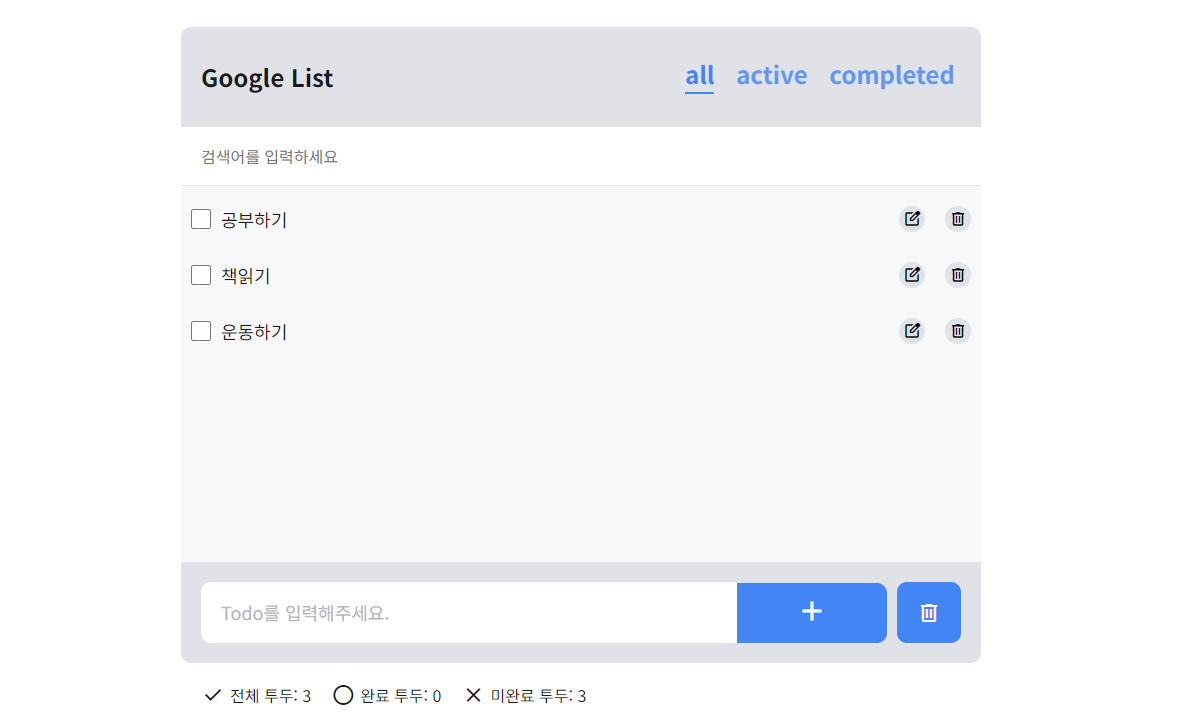 Google List
all active completed
검색어를 입력하세요
공부하기
책읽기
운동하기
Todo를 입력해주세요.
전체 투두: 3 완료 투두: 0 미완료 투두: 3